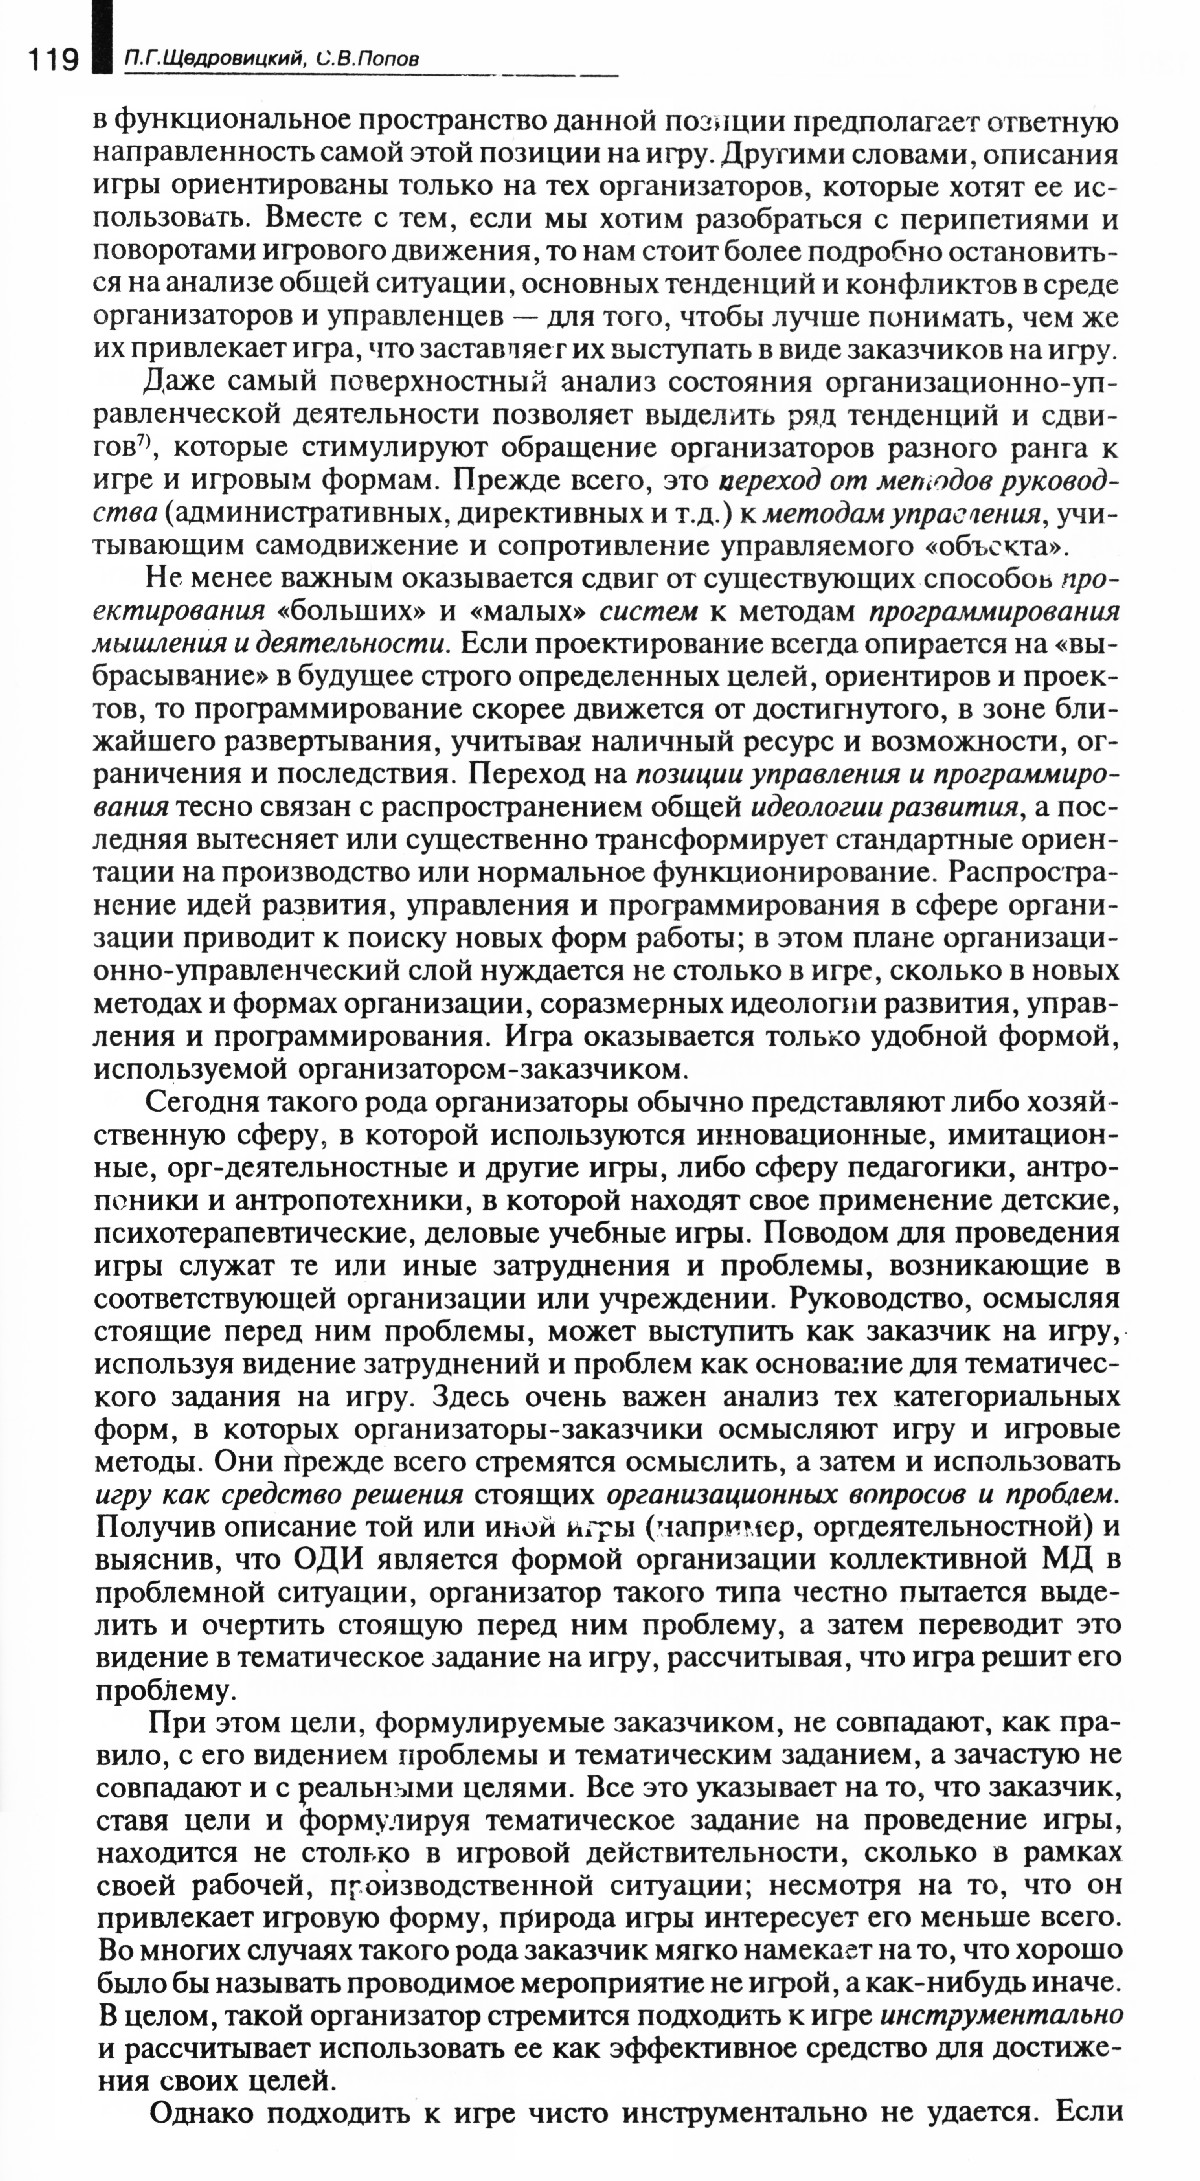 119 П.Г.Щедровицкий, С.В.Попов
в функциональное пространство данной позиции предполагает ответную
направленность самой этой позиции на игру. Другими словами, описания
игры ориентированы только на тех организаторов, которые хотят ее ис-
пользовать. Вместе с тем, если мы хотим разобраться с перипетиями и
поворотами игрового движения, то нам стоит более подробно остановить-
ся на анализе общей ситуации, основных тенденций и конфликтов в среде
организаторов и управленцев — для того, чтобы лучше понимать, чем же
их привлекает игра, что заставляет их выступать в виде заказчиков на игру.
Даже самый поверхностный анализ состояния организационно-уп-
равленческой деятельности позволяет выделить ряд тенденций и сдви-
гов⁷⁾, которые стимулируют обращение организаторов разного ранга к
игре и игровым формам. Прежде всего, это переход от методов руковод-
ства (административных, директивных и т.д.) к методам управления, учи-
тывающим самодвижение и сопротивление управляемого «объекта».
Не менее важным оказывается сдвиг от существующих способов про-
ектирования «больших» и «малых» систем к методам программирования
мышления и деятельности. Если проектирование всегда опирается на «вы-
брасывание» в будущее строго определенных целей, ориентиров и проек-
тов, то программирование скорее движется от достигнутого, в зоне бли-
жайшего развертывания, учитывая наличный ресурс и возможности, ог-
раничения и последствия. Переход на позиции управления и программиро-
вания тесно связан с распространением общей идеологии развития, а пос-
ледняя вытесняет или существенно трансформирует стандартные ориен-
тации на производство или нормальное функционирование. Распростра-
нение идей развития, управления и программирования в сфере органи-
зации приводит к поиску новых форм работы; в этом плане организаци-
онно-управленческий слой нуждается не столько в игре, сколько в новых
методах и формах организации, соразмерных идеологии развития, управ-
ления и программирования. Игра оказывается только удобной формой,
используемой организатором-заказчиком.
Сегодня такого рода организаторы обычно представляют либо хозяй-
ственную сферу, в которой используются инновационные, имитацион-
ные, орг-деятельностные и другие игры, либо сферу педагогики, антро-
поники и антропотехники, в которой находят свое применение детские,
психотерапевтические, деловые учебные игры. Поводом для проведения
игры служат те или иные затруднения и проблемы, возникающие в
соответствующей организации или учреждении. Руководство, осмысляя
стоящие перед ним проблемы, может выступить как заказчик на игру,
используя видение затруднений и проблем как основание для тематичес-
кого задания на игру. Здесь очень важен анализ тех категориальных
форм, в которых организаторы-заказчики осмысляют игру и игровые
методы. Они прежде всего стремятся осмыслить, а затем и использовать
игру как средство решения стоящих организационных вопросов и проблем.
Получив описание той или иной игры (например, оргдеятельностной) и
выяснив, что ОДИ является формой организации коллективной МД в
проблемной ситуации, организатор такого типа честно пытается выде-
лить и очертить стоящую перед ним проблему, а затем переводит это
видение в тематическое задание на игру, рассчитывая, что игра решит его
проблему.
При этом цели, формулируемые заказчиком, не совпадают, как пра-
вило, с его видением проблемы и тематическим заданием, а зачастую не
совпадают и с реальными целями. Все это указывает на то, что заказчик,
ставя цели и формулируя тематическое задание на проведение игры,
находится не столько в игровой действительности, сколько в рамках
своей рабочей, производственной ситуации; несмотря на то, что он
привлекает игровую форму, природа игры интересует его меньше всего.
Во многих случаях такого рода заказчик мягко намекает на то, что хорошо
было бы называть проводимое мероприятие не игрой, а как-нибудь иначе.
В целом, такой организатор стремится подходить к игре инструментально
и рассчитывает использовать ее как эффективное средство для достиже-
ния своих целей.
Однако подходить к игре чисто инструментально не удается. Если